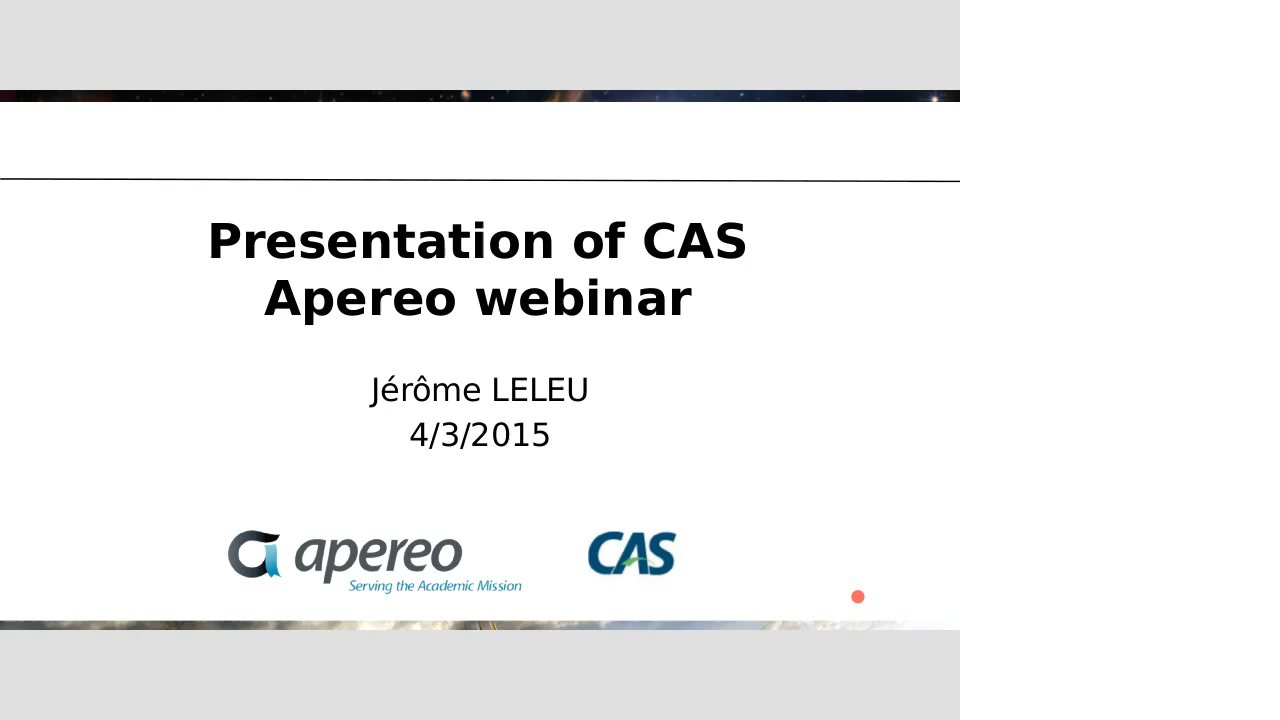 Presentation of CAS
Apereo webinar
Jérôme LELEU
4/3/2015
apereo
Serving the Academic Mission
CAS